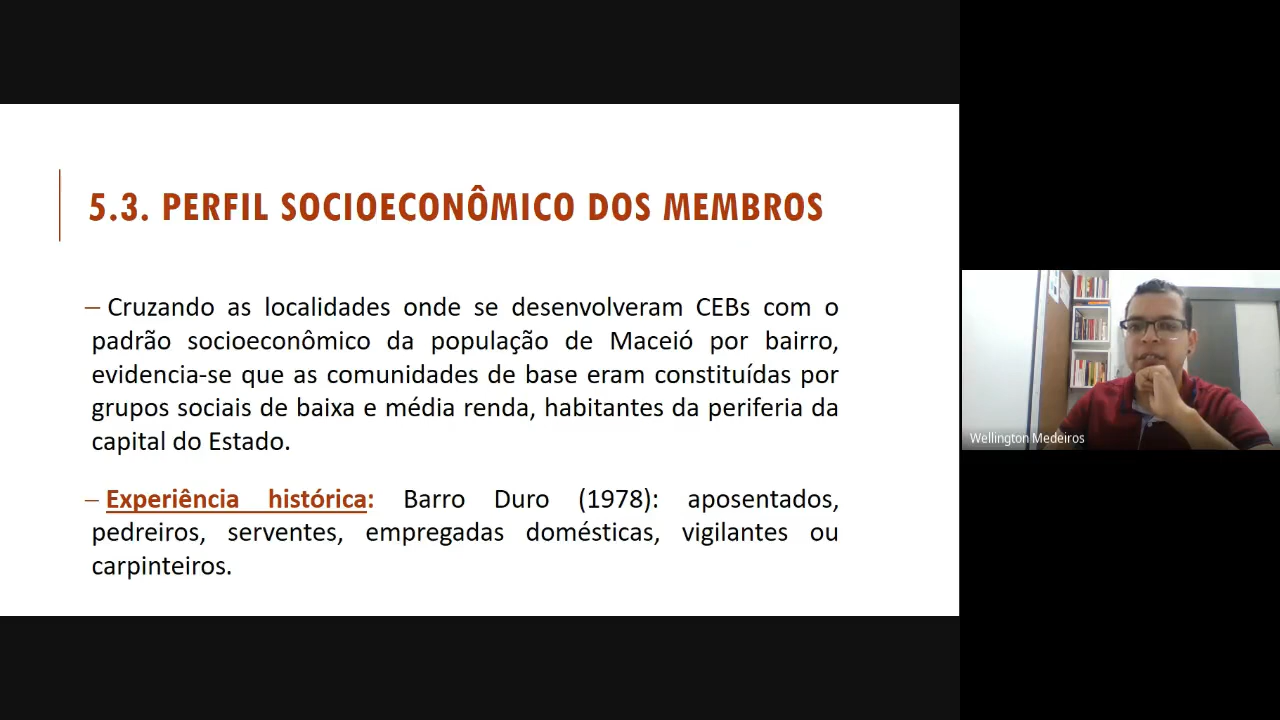 5.3. PERFIL SOCIOECONÔMICO DOS MEMBROS
– Cruzando as localidades onde se desenvolveram CEBs com o
padrão socioeconômico da população de Maceió por bairro,
evidencia-se que as comunidades de base eram constituídas por
grupos sociais de baixa e média renda, habitantes da periferia da
capital do Estado.
– Experiência histórica: Barro Duro (1978): aposentados,
pedreiros, serventes, empregadas domésticas, vigilantes ou
carpinteiros.
Wellington Medeiros